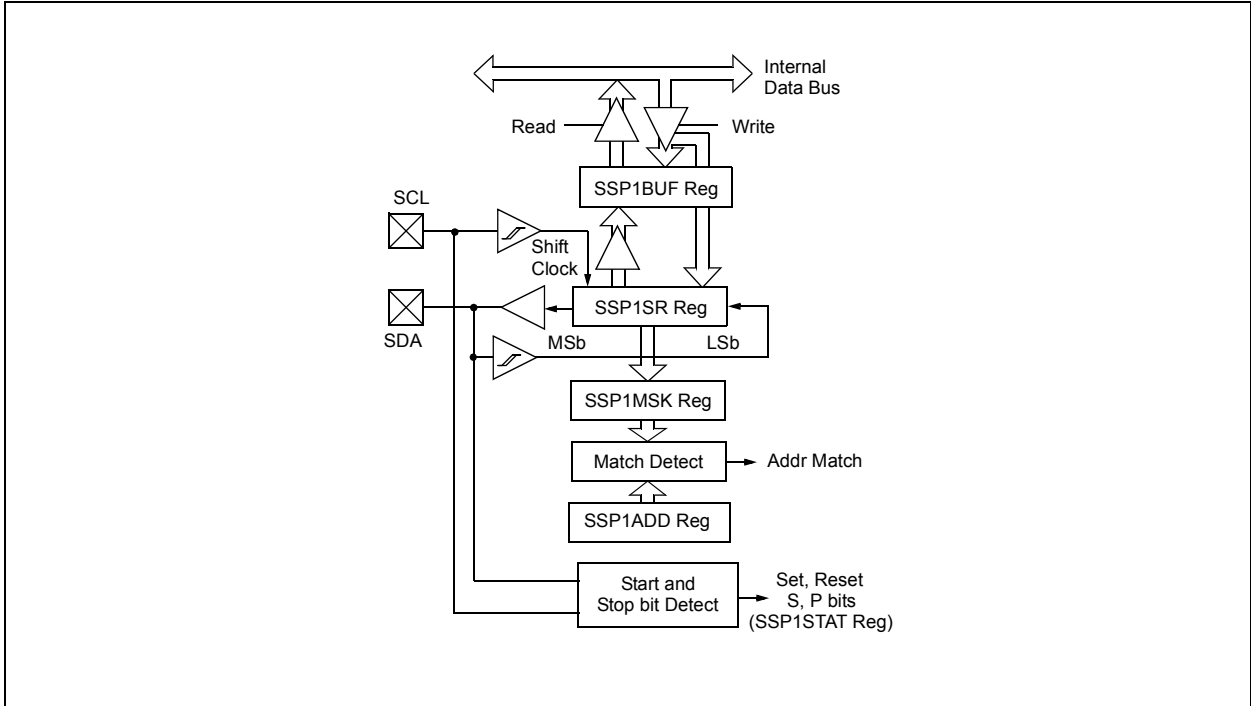 Internal
Data Bus
Read
Write
SSP1BUF Reg
SCL
Shift
Clock
SSP1SR Reg
SDA
MSb
LSb
SSP1MSK Reg
Match Detect
Addr Match
SSP1ADD Reg
Start and
Stop bit Detect
Set, Reset
S, P bits
(SSP1STAT Reg)